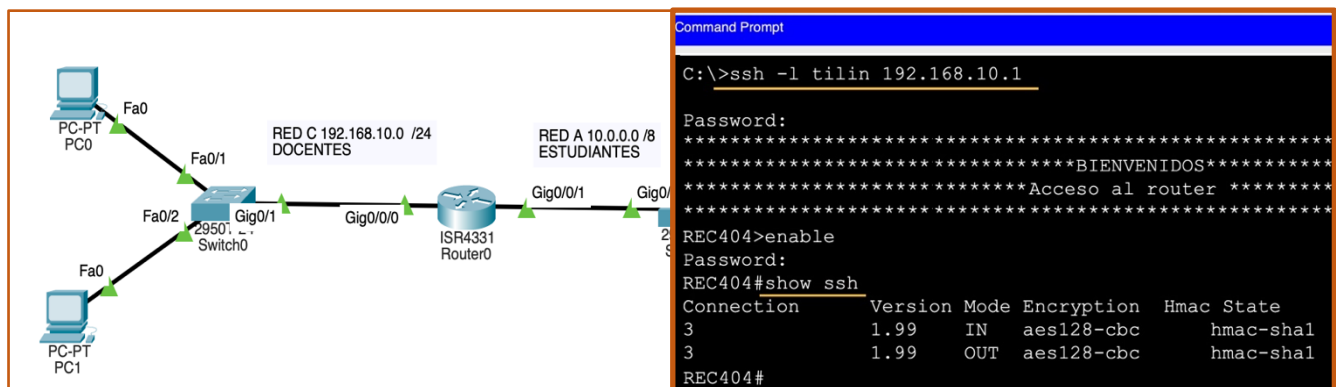 Fa0
PC-PT
PC0
Fa0/1
RED C 192.168.10.0 /24
DOCENTES
RED A 10.0.0.0 /8
ESTUDIANTES
Fa0/2
Gig0/1
Gig0/0/0
Gig0/0/1
Gig0/
Switch0
ISR4331
Router0
Fa0
PC-PT
PC1
Command Prompt
C:\>ssh -l tilin 192.168.10.1
Password:
***********************************BIENVENIDOS**********
*******************************Acceso al router *********
REC404>enable
Password:
REC404#show ssh
Connection Version Mode Encryption Hmac State
3 1.99 IN aes128-cbc hmac-sha1
3 1.99 OUT aes128-cbc hmac-sha1
REC404#